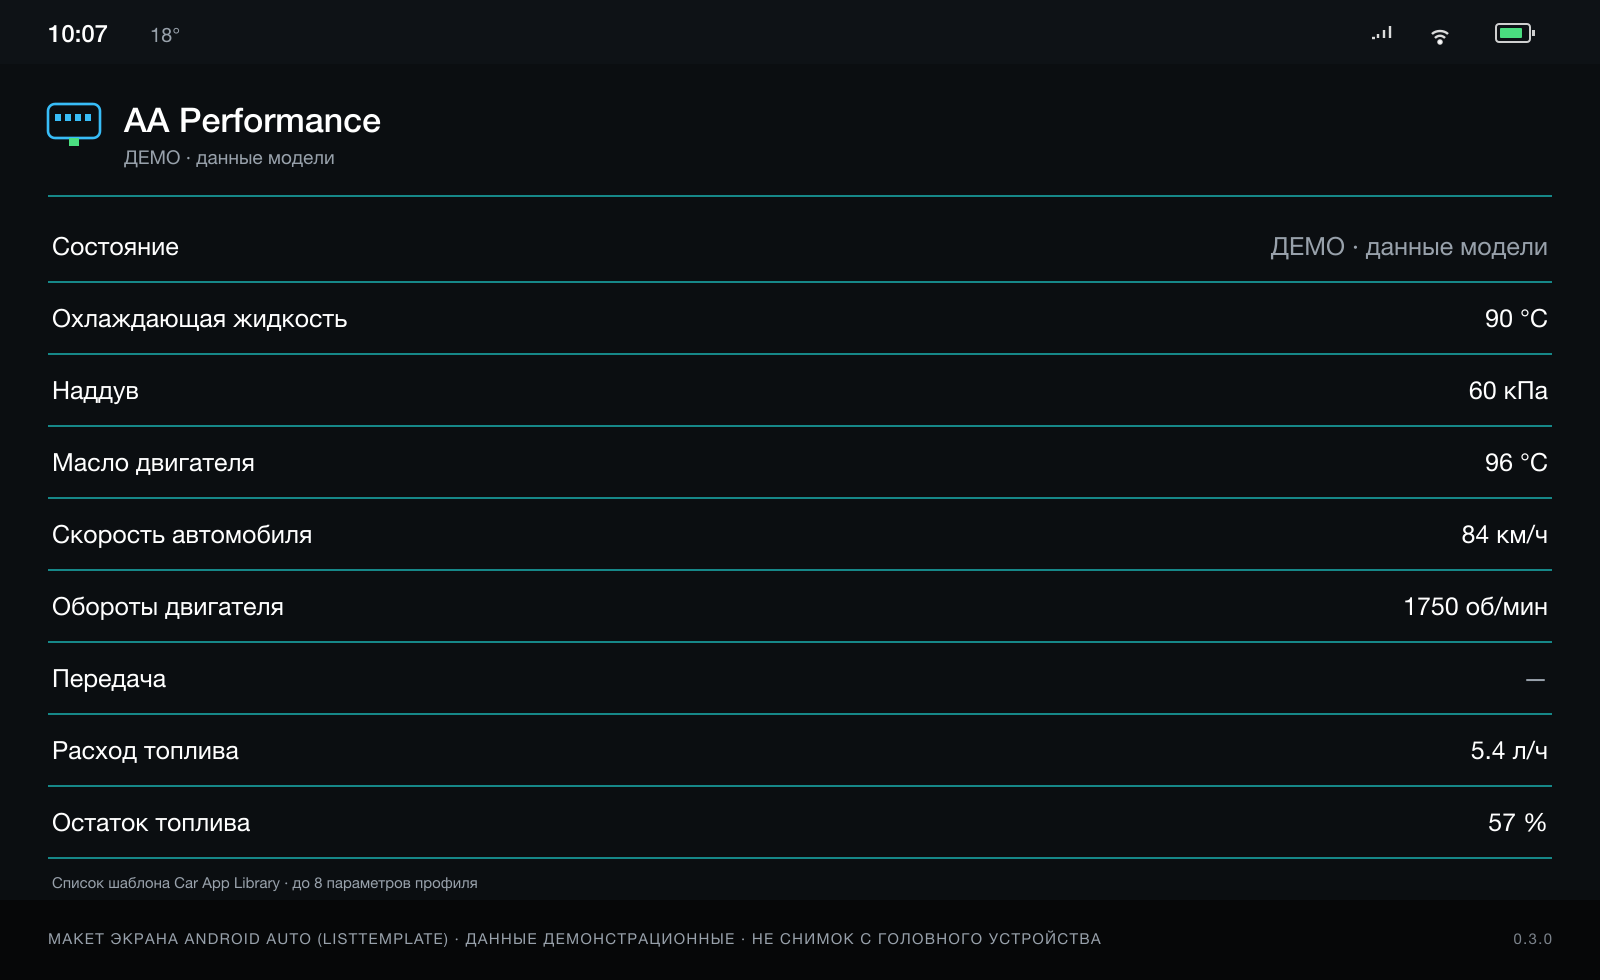 10:07 18°
AA Performance
ДЕМО · данные модели
Состояние ДЕМО · данные модели
Охлаждающая жидкость 90 °C
Наддув 60 кПа
Масло двигателя 96 °C
Скорость автомобиля 84 км/ч
Обороты двигателя 1750 об/мин
Передача —
Расход топлива 5.4 л/ч
Остаток топлива 57 %
Список шаблона Car App Library · до 8 параметров профиля
МАКЕТ ЭКРАНА ANDROID AUTO (LISTTEMPLATE) · ДАННЫЕ ДЕМОНСТРАЦИОННЫЕ · НЕ СНИМОК С ГОЛОВНОГО УСТРОЙСТВА 0.3.0